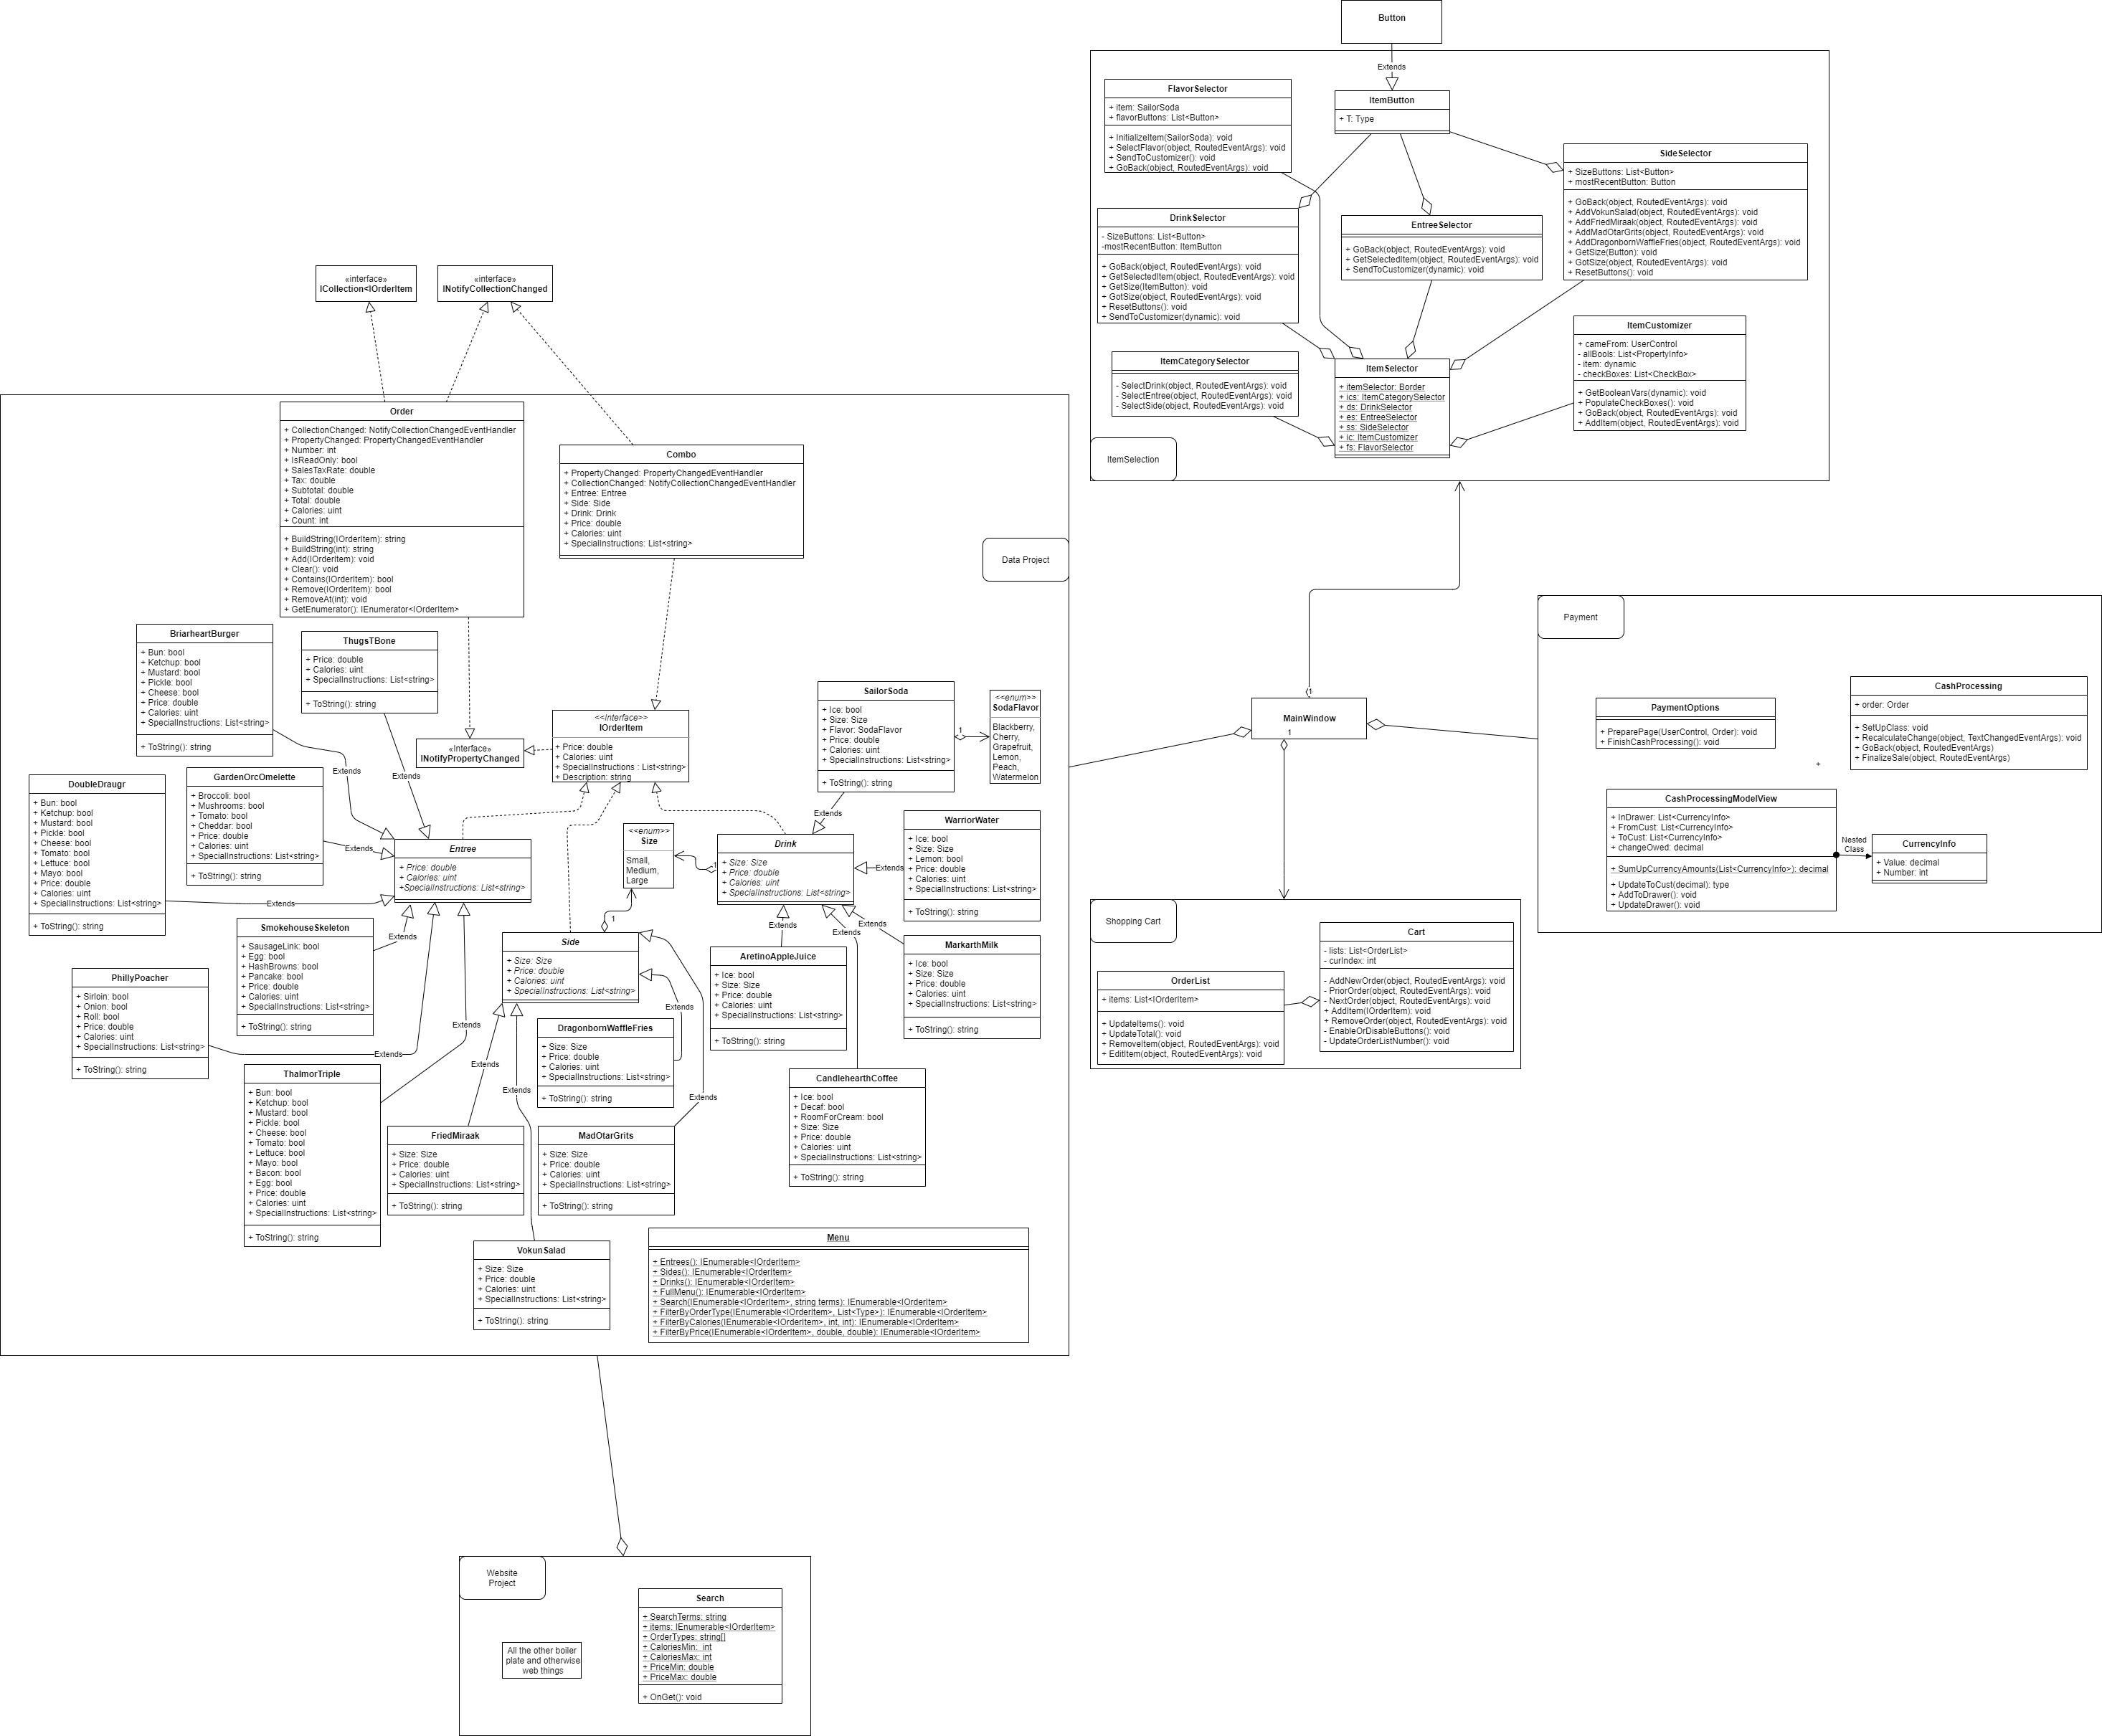 Button
Extends
ItemButton
+ T: Type
FlavorSelector
+ item: SailorSoda
+ flavorButtons: List<Button>
+ InitializeItem(SailorSoda): void
+ SelectFlavor(object, RoutedEventArgs): void
+ SendToCustomizer(): void
+ GoBack(object, RoutedEventArgs): void
SideSelector
+ SizeButtons: List<Button>
+ mostRecentButton: Button
+ GoBack(object, RoutedEventArgs): void
+ AddVokunSalad(object, RoutedEventArgs): void
+ AddFriedMiraak(object, RoutedEventArgs): void
+ AddMadOtarGrits(object, RoutedEventArgs): void
+ AddDragonbornWaffleFries(object, RoutedEventArgs): void
+ GetSize(Button): void
+ GotSize(object, RoutedEventArgs): void
+ ResetButtons(): void
DrinkSelector
- SizeButtons: List<Button>
-mostRecentButton: ItemButton
+ GoBack(object, RoutedEventArgs): void
+ GetSelectedItem(object, RoutedEventArgs): void
+ GetSize(ItemButton): void
+ GotSize(object, RoutedEventArgs): void
+ ResetButtons(): void
+ SendToCustomizer(dynamic): void
EntreeSelector
+ GoBack(object, RoutedEventArgs): void
+ GetSelectedItem(object, RoutedEventArgs): void
+ SendToCustomizer(dynamic): void
ItemCustomizer
+ cameFrom: UserControl
- allBools: List<PropertyInfo>
- item: dynamic
- checkBoxes: List<CheckBox>
+ GetBooleanVars(dynamic): void
+ PopulateCheckBoxes(): void
+ GoBack(object, RoutedEventArgs): void
+ AddItem(object, RoutedEventArgs): void
ItemCategorySelector
- SelectDrink(object, RoutedEventArgs): void
- SelectEntree(object, RoutedEventArgs): void
- SelectSide(object, RoutedEventArgs): void
ItemSelector
+ itemSelector: Border
+ ics: ItemCategorySelector
+ ds: DrinkSelector
+ es: EntreeSelector
+ ss: SideSelector
+ ic: ItemCustomizer
+ fs: FlavorSelector
ItemSelection
«interface»
ICollection<IOrderItem
«interface»
INotifyCollectionChanged
Order
+ CollectionChanged: NotifyCollectionChangedEventHandler
+ PropertyChanged: PropertyChangedEventHandler
+ Number: int
+ IsReadOnly: bool
+ SalesTaxRate: double
+ Tax: double
+ Subtotal: double
+ Total: double
+ Calories: uint
+ Count: int
+ BuildString(IOrderItem): string
+ BuildString(int): string
+ Add(IOrderItem): void
+ Clear(): void
+ Contains(IOrderItem): bool
+ Remove(IOrderItem): bool
+ RemoveAt(int): void
+ GetEnumerator(): IEnumerator<IOrderItem>
Combo
+ PropertyChanged: PropertyChangedEventHandler
+ CollectionChanged: NotifyCollectionChangedEventHandler
+ Entree: Entree
+ Side: Side
+ Drink: Drink
+ Price: double
+ Calories: uint
+ SpecialInstructions: List<string>
Data Project
BriarheartBurger
+ Bun: bool
+ Ketchup: bool
+ Mustard: bool
+ Pickle: bool
+ Cheese: bool
+ Price: double
+ Calories: uint
+ SpecialInstructions: List<string>
+ ToString(): string
ThugsTBone
+ Price: double
+ Calories: uint
+ SpecialInstructions: List<string>
+ ToString(): string
«Interface»
INotifyPropertyChanged
<<interface>>
IOrderItem
+ Price: double
+ Calories: uint
+ SpecialInstructions : List<string>
+ Description: string
SailorSoda
+ Ice: bool
+ Size: Size
+ Flavor: SodaFlavor
+ Price: double
+ Calories: uint
+ SpecialInstructions: List<string>
+ ToString(): string
1
<<enum>>
SodaFlavor
Blackberry,
Cherry,
Grapefruit,
Lemon,
Peach,
Watermelon
Extends
Extends
Extends
DoubleDraugr
+ Bun: bool
+ Ketchup: bool
+ Mustard: bool
+ Pickle: bool
+ Cheese: bool
+ Tomato: bool
+ Lettuce: bool
+ Mayo: bool
+ Price: double
+ Calories: uint
+ SpecialInstructions: List<string>
+ ToString(): string
GardenOrcOmelette
+ Broccoli: bool
+ Mushrooms: bool
+ Tomato: bool
+ Cheddar: bool
+ Price: double
+ Calories: uint
+ SpecialInstructions: List<string>
+ ToString(): string
Extends
Extends
Entree
+ Price: double
+ Calories: uint
+SpecialInstructions: List<string>
<<enum>>
Size
Small,
Medium,
Large
1
1
Drink
+ Size: Size
+ Price: double
+ Calories: uint
+ SpecialInstructions: List<string>
Extends
WarriorWater
+ Ice: bool
+ Size: Size
+ Lemon: bool
+ Price: double
+ Calories: uint
+ SpecialInstructions: List<string>
+ ToString(): string
SmokehouseSkeleton
+ SausageLink: bool
+ Egg: bool
+ HashBrowns: bool
+ Pancake: bool
+ Price: double
+ Calories: uint
+ SpecialInstructions: List<string>
+ ToString(): string
Extends
Side
+ Size: Size
+ Price: double
+ Calories: uint
+ SpecialInstructions: List<string>
Extends
Extends
Extends
MarkarthMilk
+ Ice: bool
+ Size: Size
+ Price: double
+ Calories: uint
+ SpecialInstructions: List<string>
+ ToString(): string
AretinoAppleJuice
+ Ice: bool
+ Size: Size
+ Price: double
+ Calories: uint
+ SpecialInstructions: List<string>
+ ToString(): string
PhillyPoacher
+ Sirloin: bool
+ Onion: bool
+ Roll: bool
+ Price: double
+ Calories: uint
+ SpecialInstructions: List<string>
+ ToString(): string
Extends
Extends
Extends
Extends
Extends
Extends
DragonbornWaffleFries
+ Size: Size
+ Price: double
+ Calories: uint
+ SpecialInstructions: List<string>
+ ToString(): string
ThalmorTriple
+ Bun: bool
+ Ketchup: bool
+ Mustard: bool
+ Pickle: bool
+ Cheese: bool
+ Tomato: bool
+ Lettuce: bool
+ Mayo: bool
+ Bacon: bool
+ Egg: bool
+ Price: double
+ Calories: uint
+ SpecialInstructions: List<string>
+ ToString(): string
CandlehearthCoffee
+ Ice: bool
+ Decaf: bool
+ RoomForCream: bool
+ Size: Size
+ Price: double
+ Calories: uint
+ SpecialInstructions: List<string>
+ ToString(): string
FriedMiraak
+ Size: Size
+ Price: double
+ Calories: uint
+ SpecialInstructions: List<string>
+ ToString(): string
MadOtarGrits
+ Size: Size
+ Price: double
+ Calories: uint
+ SpecialInstructions: List<string>
+ ToString(): string
VokunSalad
+ Size: Size
+ Price: double
+ Calories: uint
+ SpecialInstructions: List<string>
+ ToString(): string
Menu
+ Entrees(): IEnumerable<IOrderItem>
+ Sides(): IEnumerable<IOrderItem>
+ Drinks(): IEnumerable<IOrderItem>
+ FullMenu(): IEnumerable<IOrderItem>
+ Search(IEnumerable<IOrderItem>, string terms): IEnumerable<IOrderItem>
+ FilterByOrderType(IEnumerable<IOrderItem>, List<Type>): IEnumerable<IOrderItem>
+ FilterByCalories(IEnumerable<IOrderItem>, int, int): IEnumerable<IOrderItem>
+ FilterByPrice(IEnumerable<IOrderItem>, double, double): IEnumerable<IOrderItem>
1
MainWindow
1
Payment
PaymentOptions
+ PreparePage(UserControl, Order): void
+ FinishCashProcessing(): void
CashProcessing
+ order: Order
+ SetUpClass: void
+ RecalculateChange(object, TextChangedEventArgs): void
+ GoBack(object, RoutedEventArgs)
+ FinalizeSale(object, RoutedEventArgs)
+
CashProcessingModelView
+ InDrawer: List<CurrencyInfo>
+ FromCust: List<CurrencyInfo>
+ ToCust: List<CurrencyInfo>
+ changeOwed: decimal
+ SumUpCurrencyAmounts(List<CurrencyInfo>): decimal
+ UpdateToCust(decimal): type
+ AddToDrawer(): void
+ UpdateDrawer(): void
Nested
Class
CurrencyInfo
+ Value: decimal
+ Number: int
Shopping Cart
OrderList
+ items: List<IOrderItem>
+ UpdateItems(): void
+ UpdateTotal(): void
+ RemoveItem(object, RoutedEventArgs): void
+ EditItem(object, RoutedEventArgs): void
Cart
- lists: List<OrderList>
- curIndex: int
- AddNewOrder(object, RoutedEventArgs): void
- PriorOrder(object, RoutedEventArgs): void
- NextOrder(object, RoutedEventArgs): void
+ AddItem(IOrderItem): void
+ RemoveOrder(object, RoutedEventArgs): void
- EnableOrDisableButtons(): void
- UpdateOrderListNumber(): void
Website
Project
All the other boiler
plate and otherwise
web things
Search
+ SearchTerms: string
+ items: IEnumerable<IOrderItem>
+ OrderTypes: string[]
+ CaloriesMin: int
+ CaloriesMax: int
+ PriceMin: double
+ PriceMax: double
+ OnGet(): void